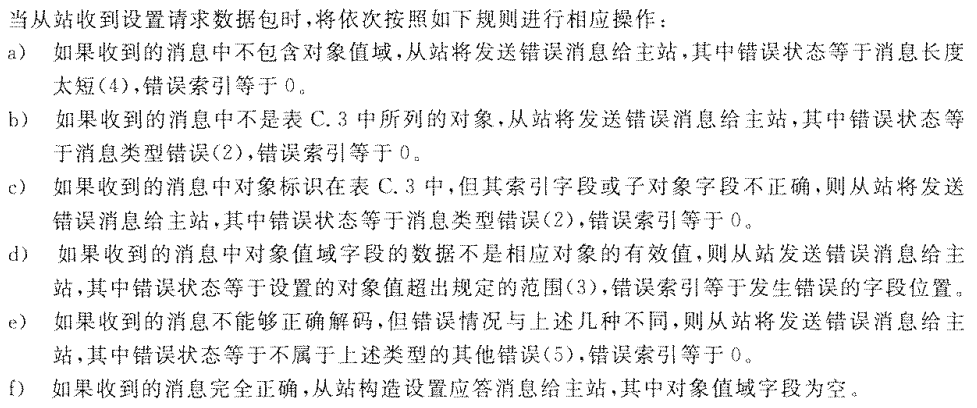 当从站收到设置请求数据包时,将依次按照如下规则进行相应操作:
a) 如果收到的消息中不包含对象值域,从站将发送错误消息给主站,其中错误状态等于消息长度
太短(4),错误索引等于0。
b) 如果收到的消息中不是表C.3中所列的对象,从站将发送错误消息给主站,其中错误状态等
于消息类型错误(2),错误索引等于0。
c) 如果收到的消息中对象标识在表C.3中,但其索引字段或子对象字段不正确,则从站将发送
错误消息给主站,其中错误状态等于消息类型错误(2),错误索引等于0。
d) 如果收到的消息中对象值域字段的数据不是相应对象的有效值,则从站发送错误消息给主
站,其中错误状态等于设置的对象值超出规定的范围(3),错误索引等于发生错误的字段位置。
e) 如果收到的消息不能够正确解码,但错误情况与上述几种不同,则从站将发送错误消息给主
站,其中错误状态等于不属于上述类型的其他错误(5),错误索引等于0。
f) 如果收到的消息完全正确,从站构造设置应答消息给主站,其中对象值域字段为空。